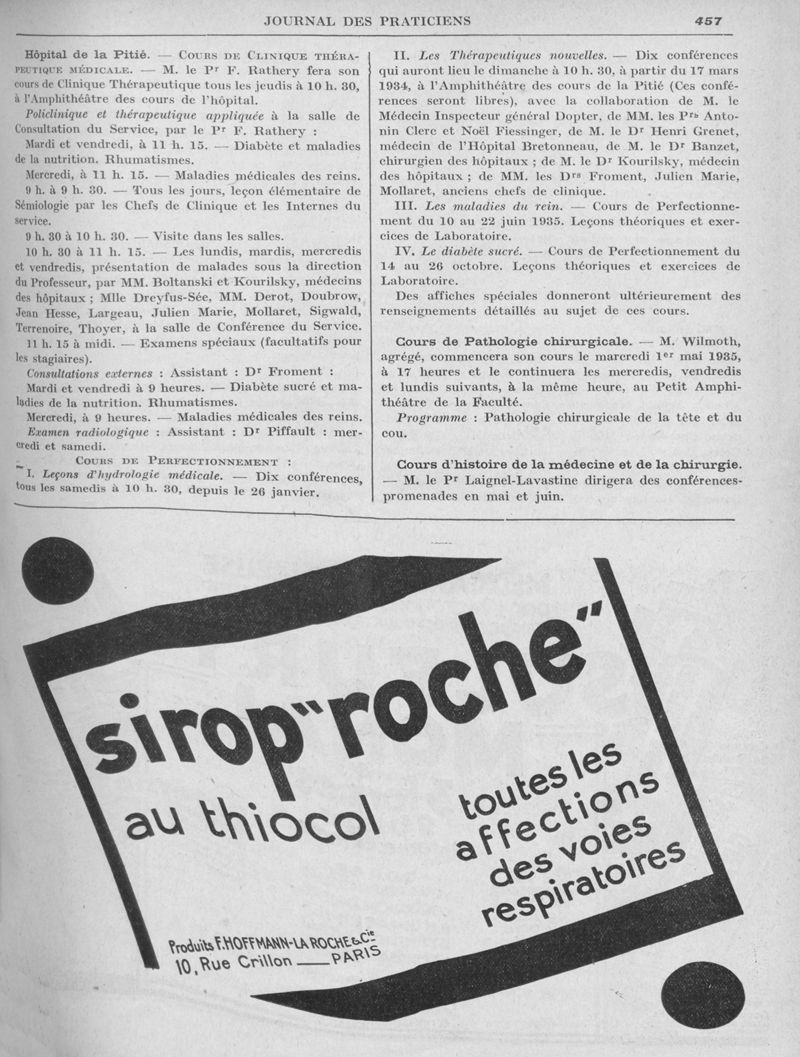 JOURNAL DES PRATICIENS 457
Hôpital de la Pitié. — COURS DE CLINIQUE THÉRA-
PEUTIQUE MÉDICALE. — M. le Pr F. Rathery fera son
cours de Clinique Thérapeutique tous les jeudis à 10 h. 30,
à l'Amphithéâtre des cours de l'hôpital.
Policlinique et thérapeutique appliquée à la salle de
Consultation du Service, par le Pr F. Rathery :
Mardi et vendredi, à 11 h. 15. — Diabète et maladies
de la nutrition. Rhumatismes.
Mercredi, à 11 h. 15. — Maladies médicales des reins.
9 h. à 9 h. 30. — Tous les jours, leçon élémentaire de
Sémiologie par les Chefs de Clinique et les Internes du
service.
9 h. 30 à 10 h. 30. — Visite dans les salles.
10 h. 30 à 11 h. 15. — Les lundis, mardis, mercredis
et vendredis, présentation de malades sous la direction
du Professeur, par MM. Boltanski et Kourilsky, médecins
des hôpitaux ; Mlle Dreyfus-Sée, MM. Derot, Doubrow,
Jean Hesse, Largeau, Julien Marie, Mollaret, Sigwald,
Terrenoire, Thoyer, à la salle de Conférence du Service.
11 h. 15 à midi. — Examens spéciaux (facultatifs pour
les stagiaires).
Consultations externes : Assistant : Dr Froment :
Mardi et vendredi à 9 heures. — Diabète sucré et ma-
ladies de la nutrition. Rhumatismes.
Mercredi, à 9 heures. — Maladies médicales des reins.
Examen radiologique : Assistant : Dr Piffault : mer-
credi et samedi.
COURS DE PERFECTIONNEMENT :
I. Leçons d'hydrologie médicale. — Dix conférences,
tous les samedis à 10 h. 30, depuis le 26 janvier.
II. Les Thérapeutiques nouvelles. — Dix conférences
qui auront lieu le dimanche à 10 h. 30, à partir du 17 mars
1934, à l'Amphithéâtre des cours de la Pitié (Ces confé-
rences seront libres), avec la collaboration de M. le
Médecin Inspecteur général Dopter, de MM. les Prs Anto-
nin Clerc et Noël Fiessinger, de M. le Dr Henri Grenet,
médecin de l'Hôpital Bretonneau, de M. le Dr Banzet,
chirurgien des hôpitaux ; de M. le Dr Kourilsky, médecin
des hôpitaux ; de MM. les Drs Froment, Julien Marie,
Mollaret, anciens chefs de clinique.
III. Les maladies du rein. — Cours de Perfectionne-
ment du 10 au 22 juin 1935. Leçons théoriques et exer-
cices de Laboratoire.
IV. Le diabète sucré. — Cours de Perfectionnement du
14 au 26 octobre. Leçons théoriques et exercices de
Laboratoire.
Des affiches spéciales donneront ultérieurement des
renseignements détaillés au sujet de ces cours.
Cours de Pathologie chirurgicale. — M. Wilmoth,
agrégé, commencera son cours le marcredi 1er mai 1935,
à 17 heures et le continuera les mercredis, vendredis
et lundis suivants, à la même heure, au Petit Amphi-
théâtre de la Faculté.
Programme : Pathologie chirurgicale de la tête et du
cou.
Cours d'histoire de la médecine et de la chirurgie.
— M. le Pr Laignel-Lavastine dirigera des conférences-
promenades en mai et juin.
sirop "roche"
au thiocol
toutes les
affections
des voies
respiratoires
Produits F. HOFFMANN-LA ROCHE & Cie
10, Rue Crillon — PARIS